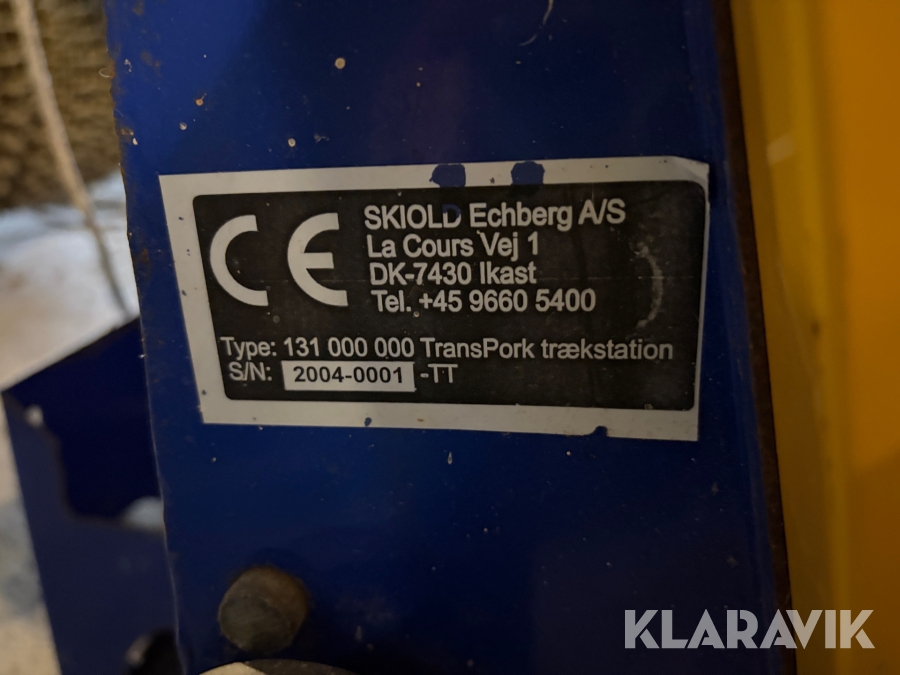 CE
SKIOLD Echberg A/S
La Cours Vej 1
DK-7430 Ikast
Tel. +45 9660 5400
Type: 131 000 000 TransPork trækstation
S/N: 2004-0001 -TT
KLARAVIK